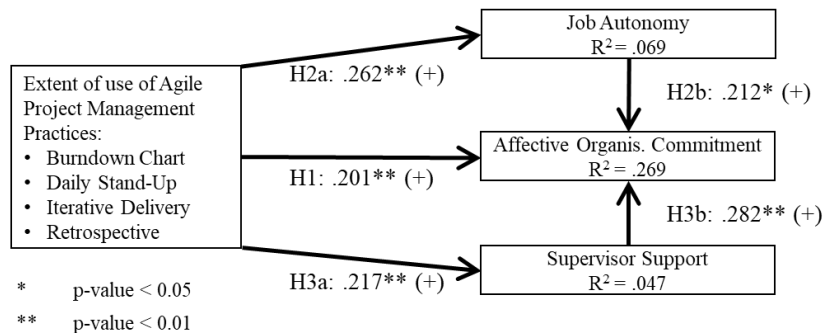 Extent of use of Agile
Project Management
Practices:
• Burndown Chart
• Daily Stand-Up
• Iterative Delivery
• Retrospective
H2a: .262** (+)
H1: .201** (+)
H3a: .217** (+)
Job Autonomy
R² = .069
H2b: .212* (+)
Affective Organis. Commitment
R² = .269
H3b: .282** (+)
Supervisor Support
R² = .047
* p-value < 0.05
** p-value < 0.01